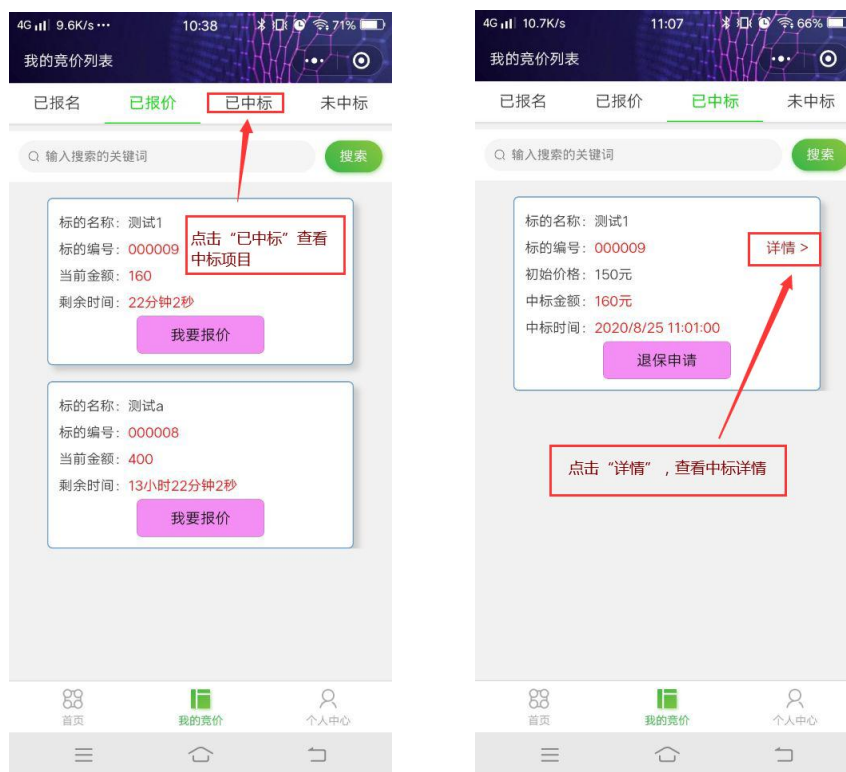 4G 9.6K/s ··· 10:38 71%
我的竞价列表
已报名 已报价 已中标 未中标
输入搜索的关键词 搜索
标的名称：测试1
标的编号：000009
当前金额：160
剩余时间：22分钟2秒
我要报价
点击“已中标”查看
中标项目
标的名称：测试a
标的编号：000008
当前金额：400
剩余时间：13小时22分钟2秒
我要报价
首页 我的竞价 个人中心
4G 10.7K/s 11:07 66%
我的竞价列表
已报名 已报价 已中标 未中标
输入搜索的关键词 搜索
标的名称：测试1
标的编号：000009 详情 >
初始价格：150元
中标金额：160元
中标时间：2020/8/25 11:01:00
退保申请
点击“详情”，查看中标详情
首页 我的竞价 个人中心